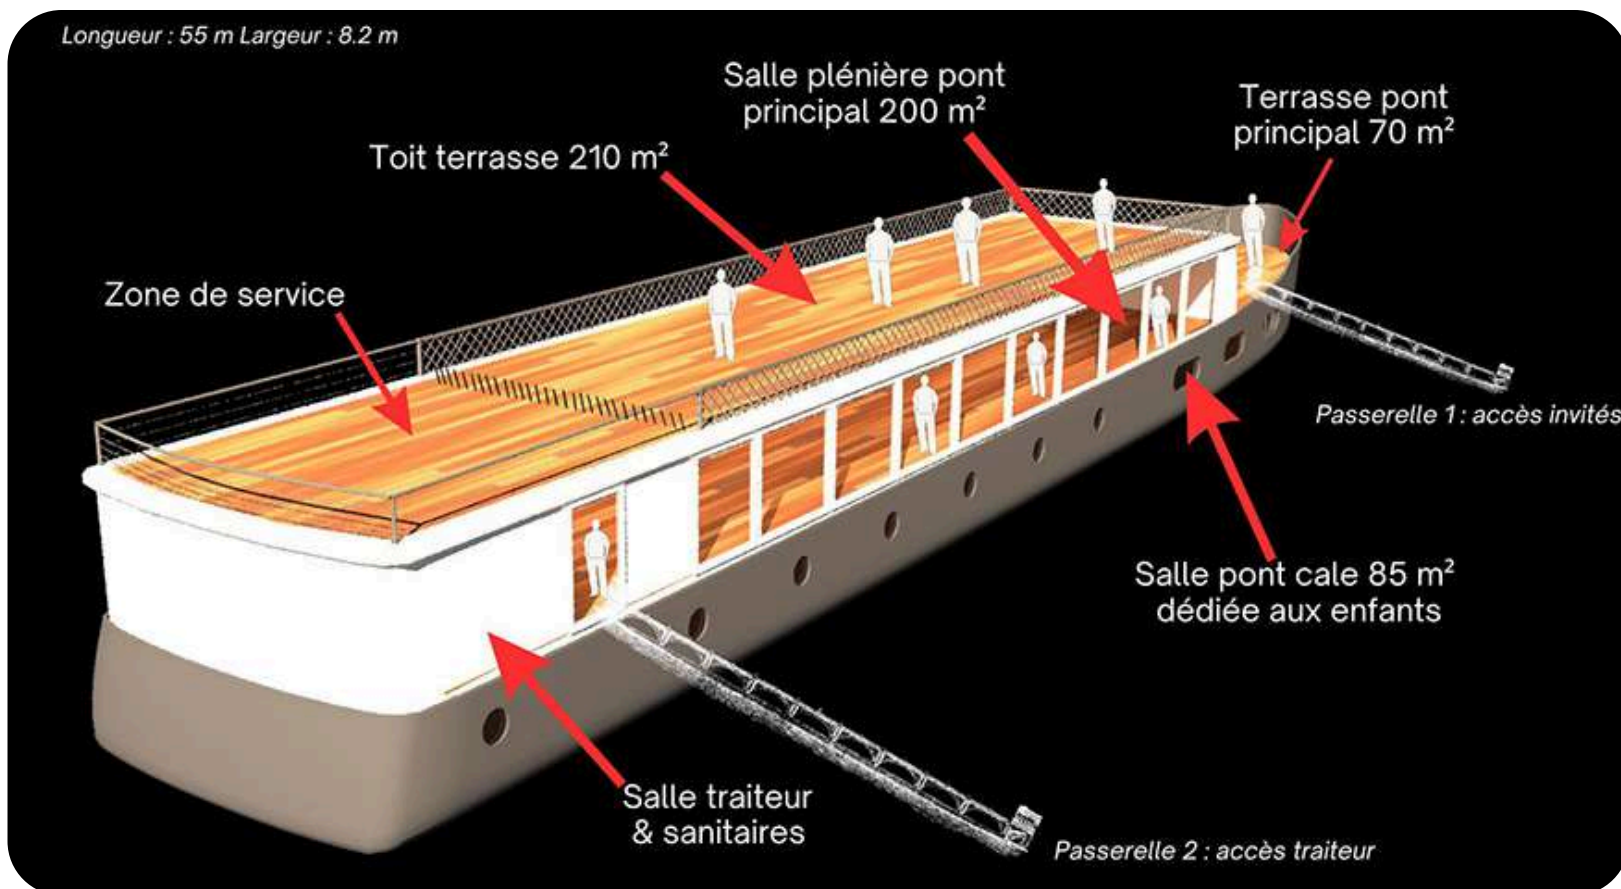 Longueur : 55 m Largeur : 8.2 m
Salle plénière pont
principal 200 m²
Terrasse pont
principal 70 m²
Toit terrasse 210 m²
Zone de service
Passerelle 1 : accès invités
Salle pont cale 85 m²
dédiée aux enfants
Salle traiteur
& sanitaires
Passerelle 2 : accès traiteur